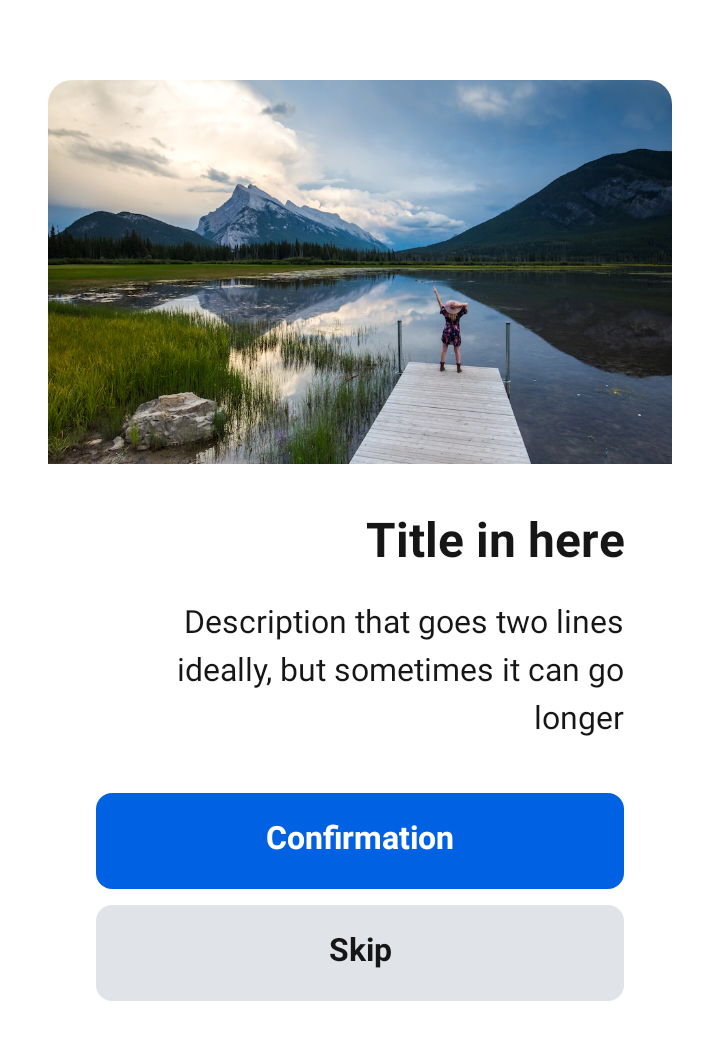 Title in here
Description that goes two lines
ideally, but sometimes it can go
longer
Confirmation
Skip